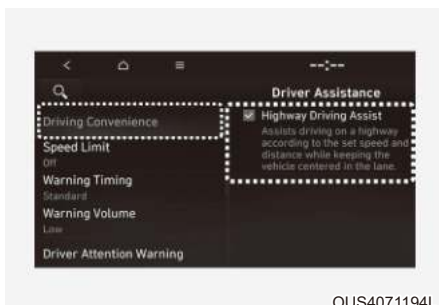 --:--
Driver Assistance
Driving Convenience
Speed Limit
Off
Warning Timing
Standard
Warning Volume
Low
Driver Attention Warning
Highway Driving Assist
Assists driving on a highway
according to the set speed and
distance while keeping the
vehicle centered in the lane.
OUS4071194L